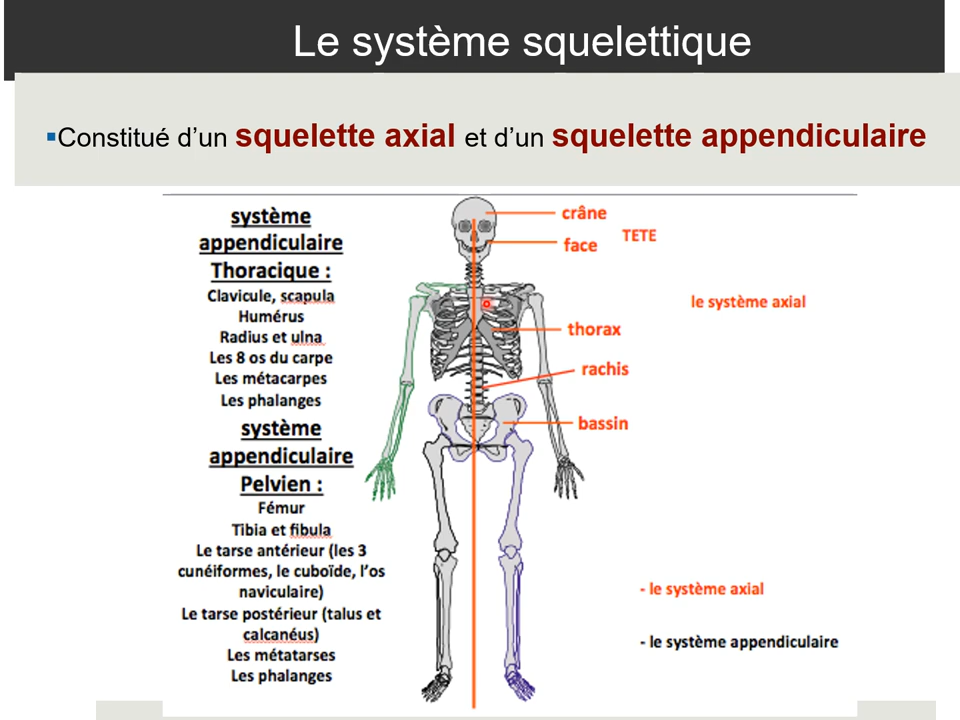 Le système squelettique
▪Constitué d’un squelette axial et d’un squelette appendiculaire
système
appendiculaire
Thoracique :
Clavicule, scapula
Humérus
Radius et ulna
Les 8 os du carpe
Les métacarpes
Les phalanges
système
appendiculaire
Pelvien :
Fémur
Tibia et fibula
Le tarse antérieur (les 3
cunéiformes, le cuboïde, l’os
naviculaire)
Le tarse postérieur (talus et
calcanéus)
Les métatarses
Les phalanges
crâne
face
TETE
thorax
rachis
bassin
le système axial
- le système axial
- le système appendiculaire